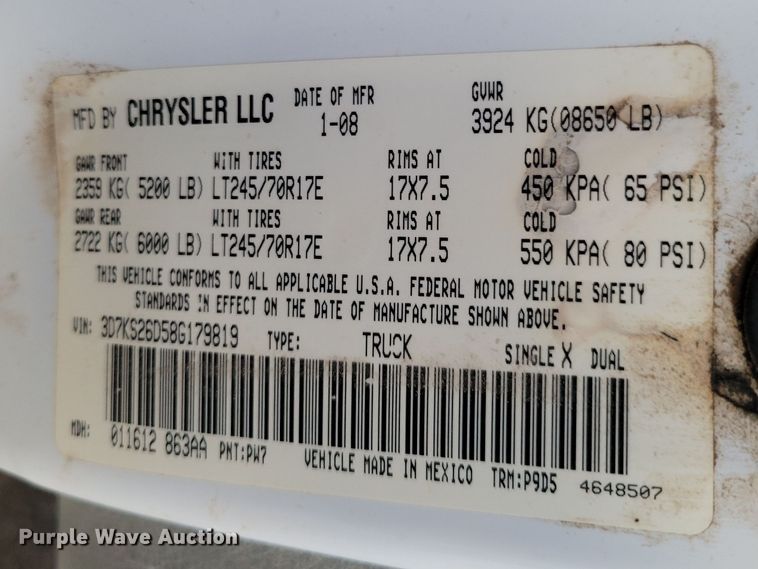 MFD BY CHRYSLER LLC DATE OF MFR GVWR
1-08 3924 KG(08650 LB)
GAWR FRONT WITH TIRES RIMS AT COLD
2359 KG( 5200 LB) LT245/70R17E 17X7.5 450 KPA( 65 PSI)
GAWR REAR WITH TIRES RIMS AT COLD
2722 KG( 6000 LB) LT245/70R17E 17X7.5 550 KPA( 80 PSI)
THIS VEHICLE CONFORMS TO ALL APPLICABLE U.S.A. FEDERAL MOTOR VEHICLE SAFETY
STANDARDS IN EFFECT ON THE DATE OF MANUFACTURE SHOWN ABOVE.
VIN: 3D7KS26D58G179819 TYPE: TRUCK SINGLE X DUAL
MDH: 011612 863AA PNT:PW7 VEHICLE MADE IN MEXICO TRM:P9D5 4648507
Purple Wave Auction